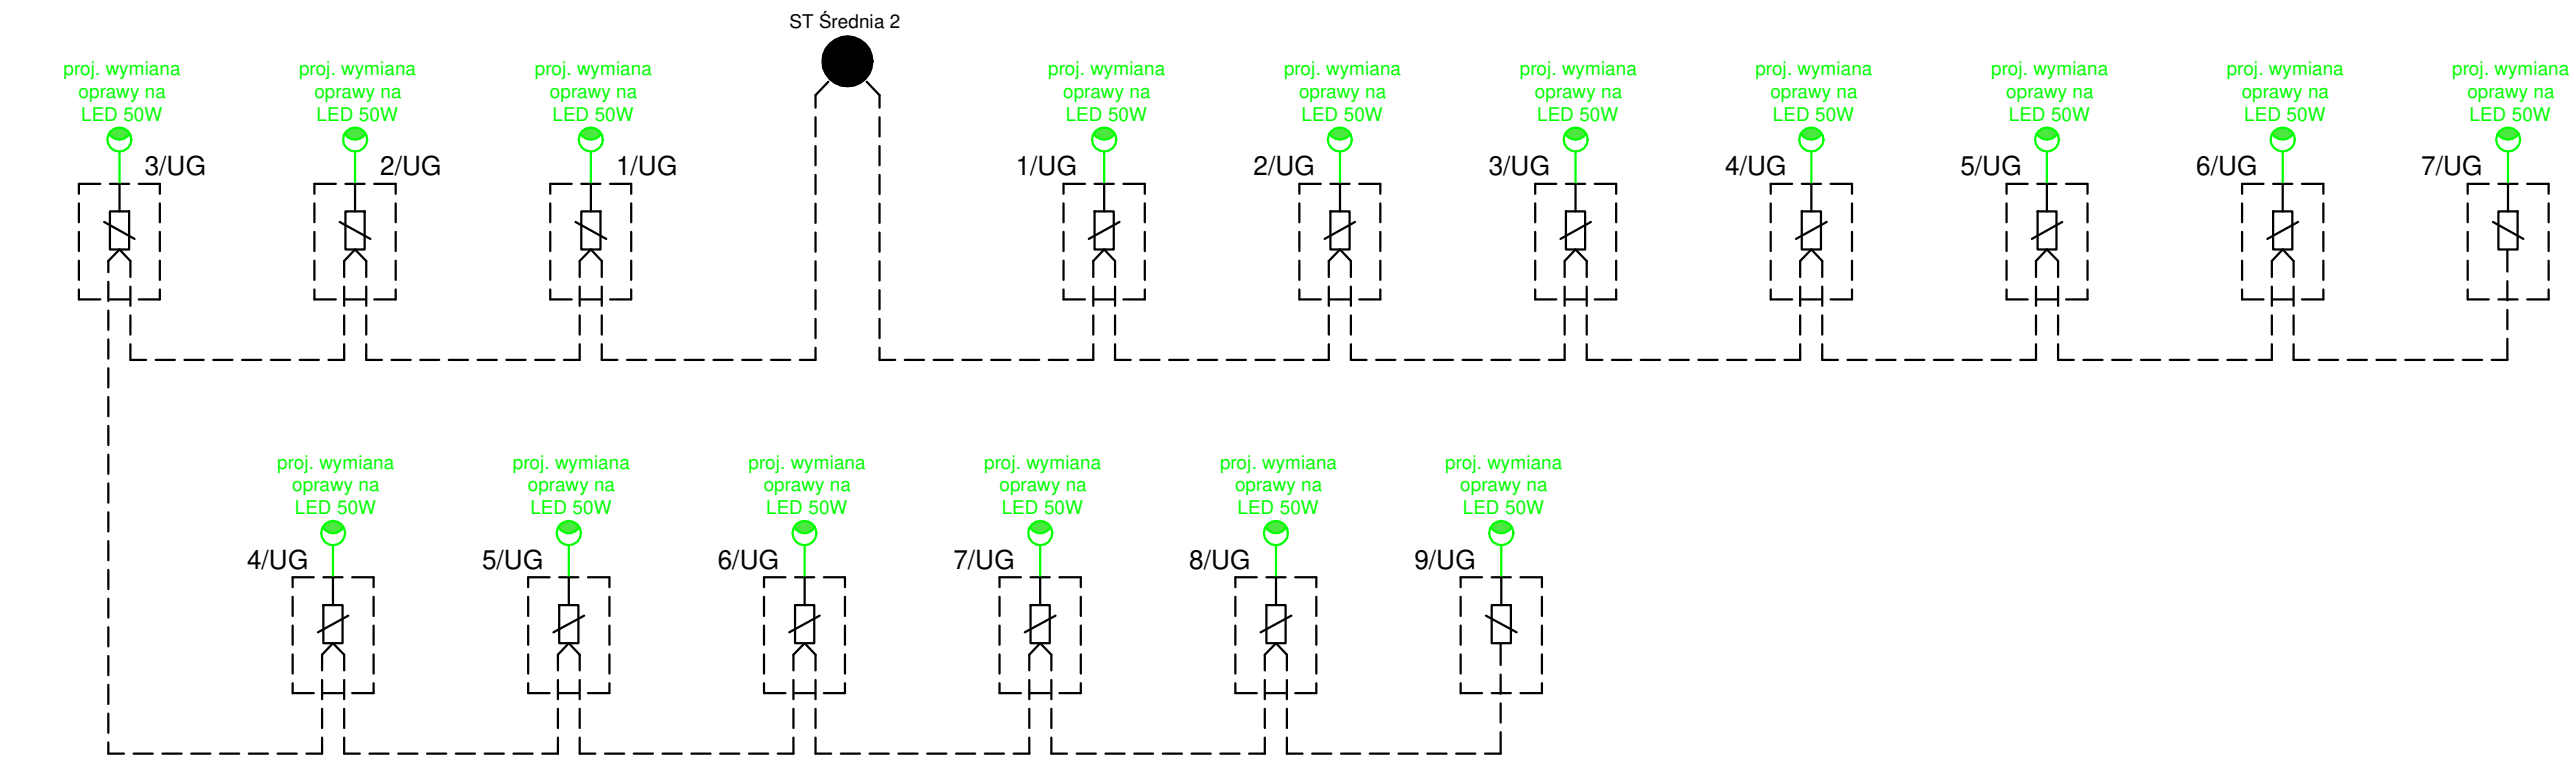 ST Średnia 2
proj. wymiana
oprawy na
LED 50W
3/UG
proj. wymiana
oprawy na
LED 50W
2/UG
proj. wymiana
oprawy na
LED 50W
1/UG
proj. wymiana
oprawy na
LED 50W
1/UG
proj. wymiana
oprawy na
LED 50W
2/UG
proj. wymiana
oprawy na
LED 50W
3/UG
proj. wymiana
oprawy na
LED 50W
4/UG
proj. wymiana
oprawy na
LED 50W
5/UG
proj. wymiana
oprawy na
LED 50W
6/UG
proj. wymiana
oprawy na
LED 50W
7/UG
proj. wymiana
oprawy na
LED 50W
4/UG
proj. wymiana
oprawy na
LED 50W
5/UG
proj. wymiana
oprawy na
LED 50W
6/UG
proj. wymiana
oprawy na
LED 50W
7/UG
proj. wymiana
oprawy na
LED 50W
8/UG
proj. wymiana
oprawy na
LED 50W
9/UG